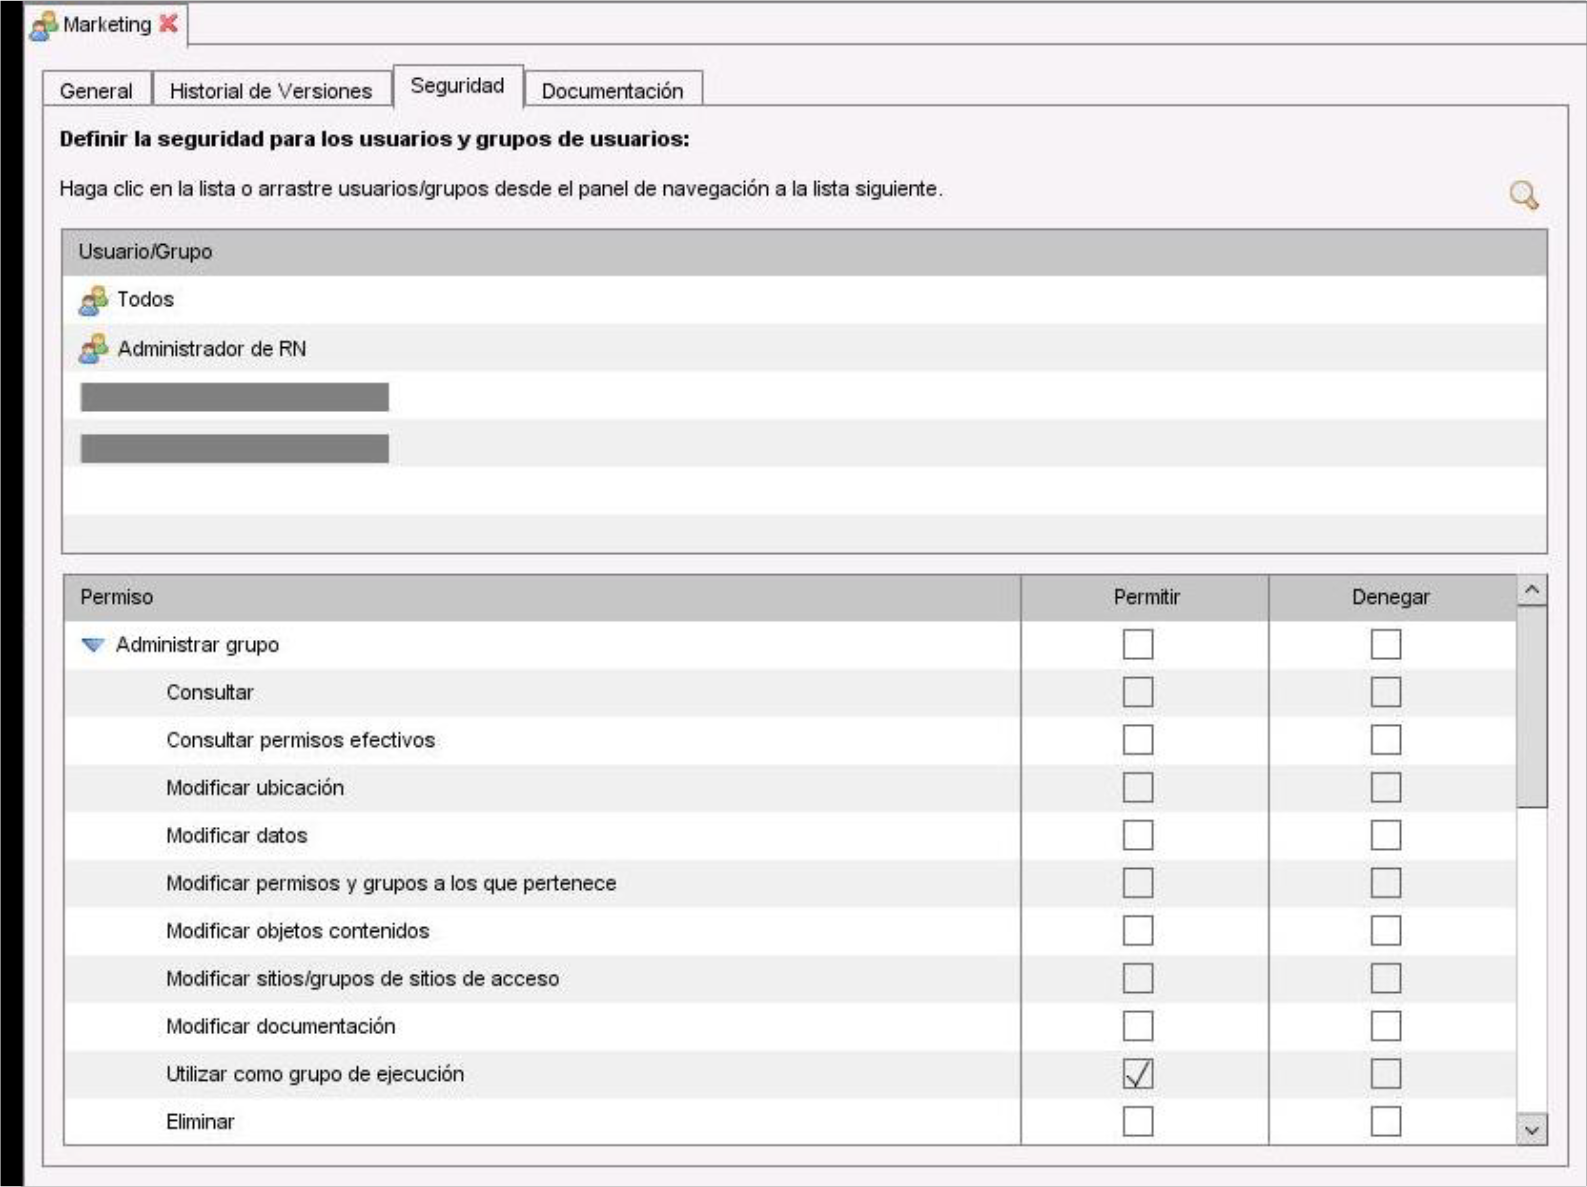 Marketing
General
Historial de Versiones
Seguridad
Documentación
Definir la seguridad para los usuarios y grupos de usuarios:
Haga clic en la lista o arrastre usuarios/grupos desde el panel de navegación a la lista siguiente.
Usuario/Grupo
Todos
Administrador de RN
Permiso Permitir Denegar
Administrar grupo
Consultar
Consultar permisos efectivos
Modificar ubicación
Modificar datos
Modificar permisos y grupos a los que pertenece
Modificar objetos contenidos
Modificar sitios/grupos de sitios de acceso
Modificar documentación
Utilizar como grupo de ejecución
Eliminar